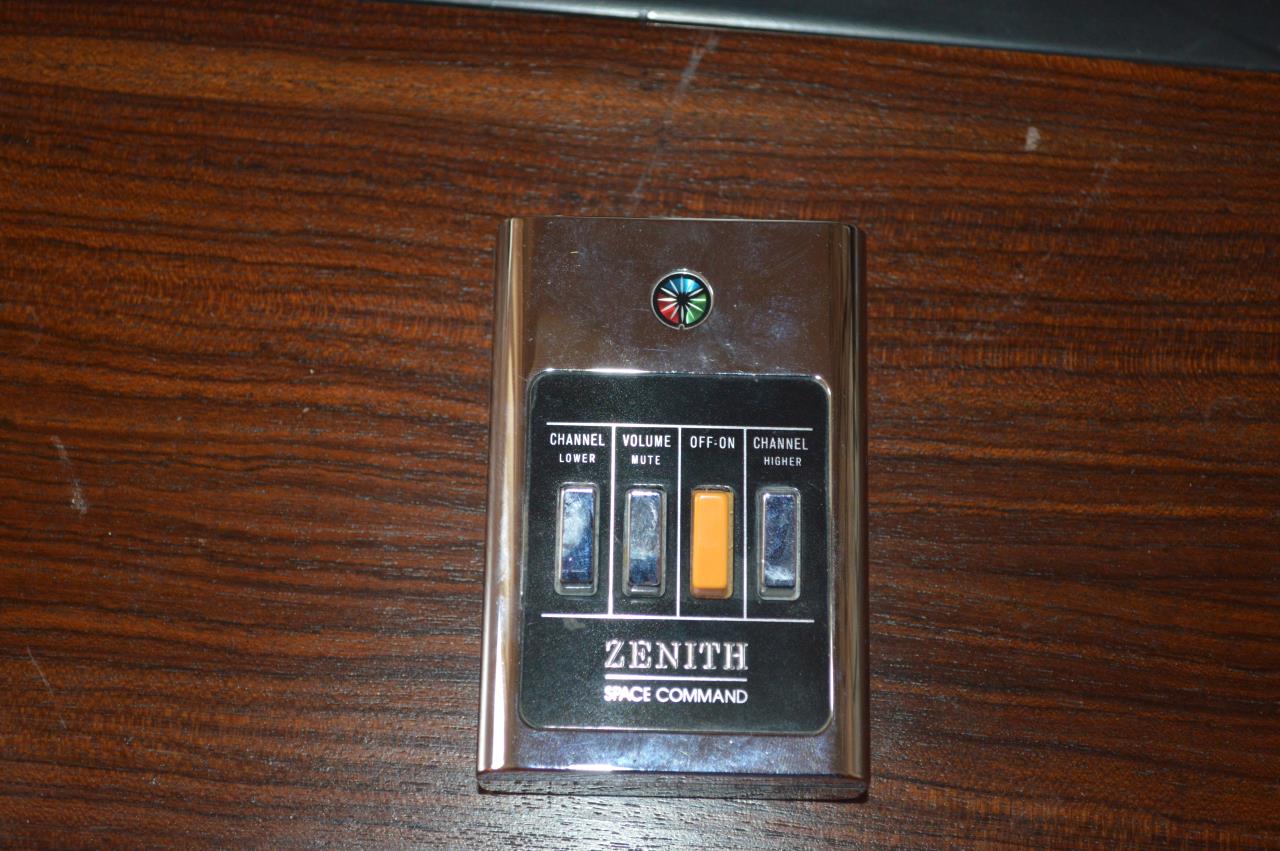 CHANNEL LOWER
VOLUME MUTE
OFF-ON
CHANNEL HIGHER
ZENITH
SPACE COMMAND